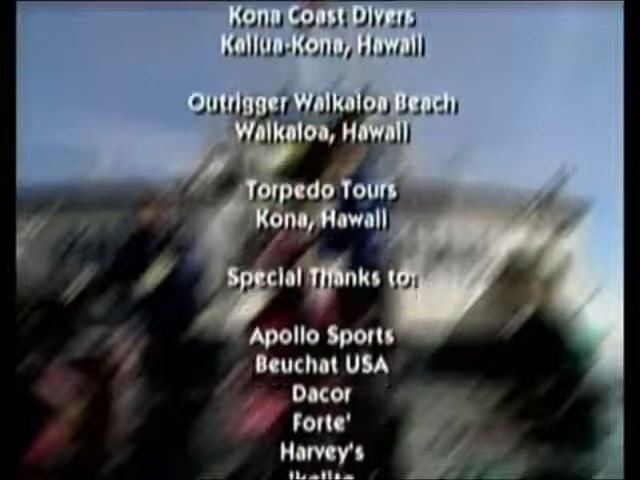 Kona Coast Divers
Kailua-Kona, Hawaii
Outrigger Waikaloa Beach
Waikaloa, Hawaii
Torpedo Tours
Kona, Hawaii
Special Thanks to:
Apollo Sports
Beuchat USA
Dacor
Forte'
Harvey's